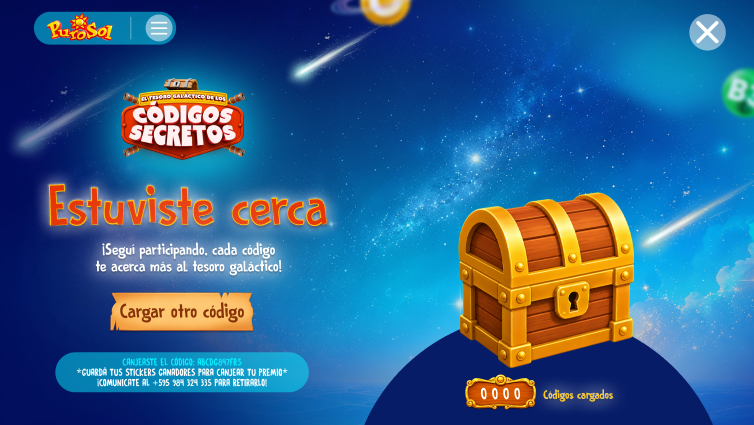 PuroSol
EL TESORO GALÁCTICO DE LOS
CÓDIGOS
SECRETOS
Estuviste cerca
¡Seguí participando, cada código
te acerca más al tesoro galáctico!
Cargar otro código
CANJEASTE EL CÓDIGO: ABCDG897FRS
*GUARDÁ TUS STICKERS GANADORES PARA CANJEAR TU PREMIO*
¡COMUNICATE AL +595 984 329 335 PARA RETIRARLO!
0000 Códigos cargados